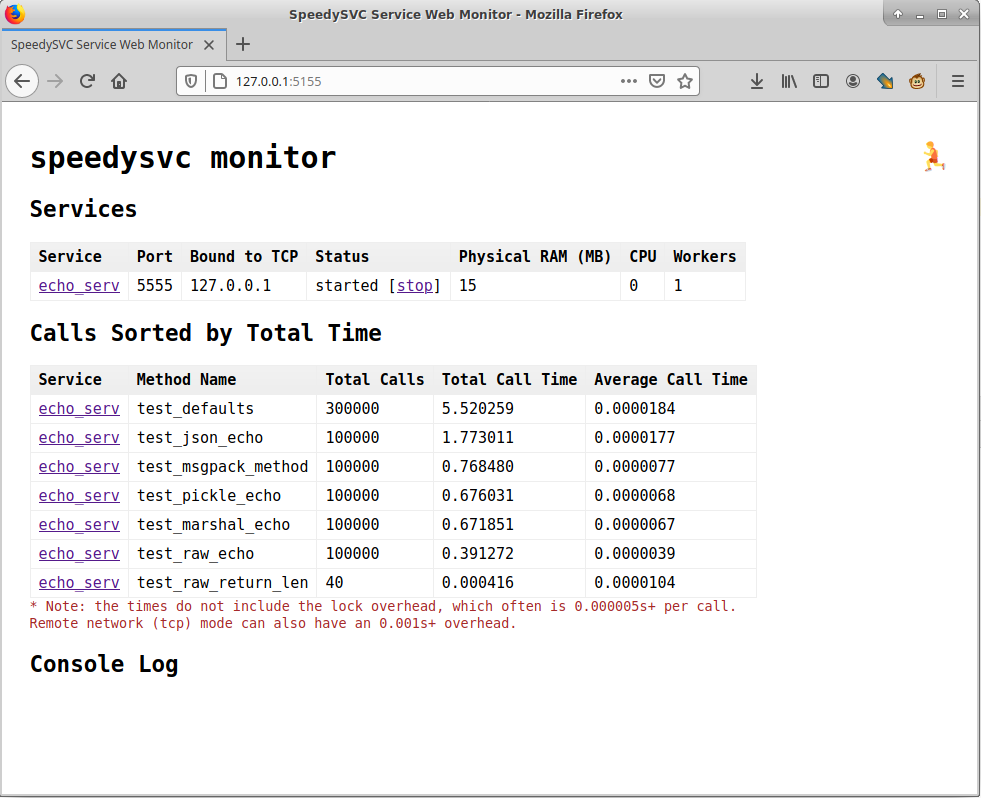 SpeedySVC Service Web Monitor - Mozilla Firefox
SpeedySVC Service Web Monitor
127.0.0.1:5155
speedysvc monitor
Services
Service Port Bound to TCP Status Physical RAM (MB) CPU Workers
echo_serv 5555 127.0.0.1 started [stop] 15 0 1
Calls Sorted by Total Time
Service Method Name Total Calls Total Call Time Average Call Time
echo_serv test_defaults 300000 5.520259 0.0000184
echo_serv test_json_echo 100000 1.773011 0.0000177
echo_serv test_msgpack_method 100000 0.768480 0.0000077
echo_serv test_pickle_echo 100000 0.676031 0.0000068
echo_serv test_marshal_echo 100000 0.671851 0.0000067
echo_serv test_raw_echo 100000 0.391272 0.0000039
echo_serv test_raw_return_len 40 0.000416 0.0000104
* Note: the times do not include the lock overhead, which often is 0.000005s+ per call.
Remote network (tcp) mode can also have an 0.001s+ overhead.
Console Log